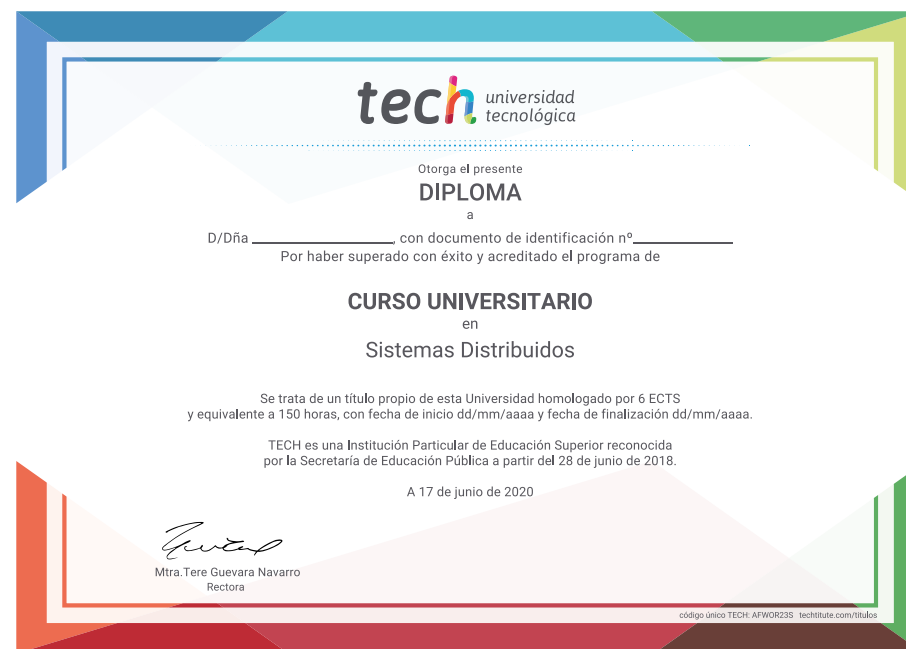 tech universidad
tecnológica
Otorga el presente
DIPLOMA
a
D/Dña ____________________, con documento de identificación nº______________
Por haber superado con éxito y acreditado el programa de
CURSO UNIVERSITARIO
en
Sistemas Distribuidos
Se trata de un título propio de esta Universidad homologado por 6 ECTS
y equivalente a 150 horas, con fecha de inicio dd/mm/aaaa y fecha de finalización dd/mm/aaaa.
TECH es una Institución Particular de Educación Superior reconocida
por la Secretaría de Educación Pública a partir del 28 de junio de 2018.
A 17 de junio de 2020
Mtra.Tere Guevara Navarro
Rectora
código único TECH: AFWOR23S techtitute.com/titulos